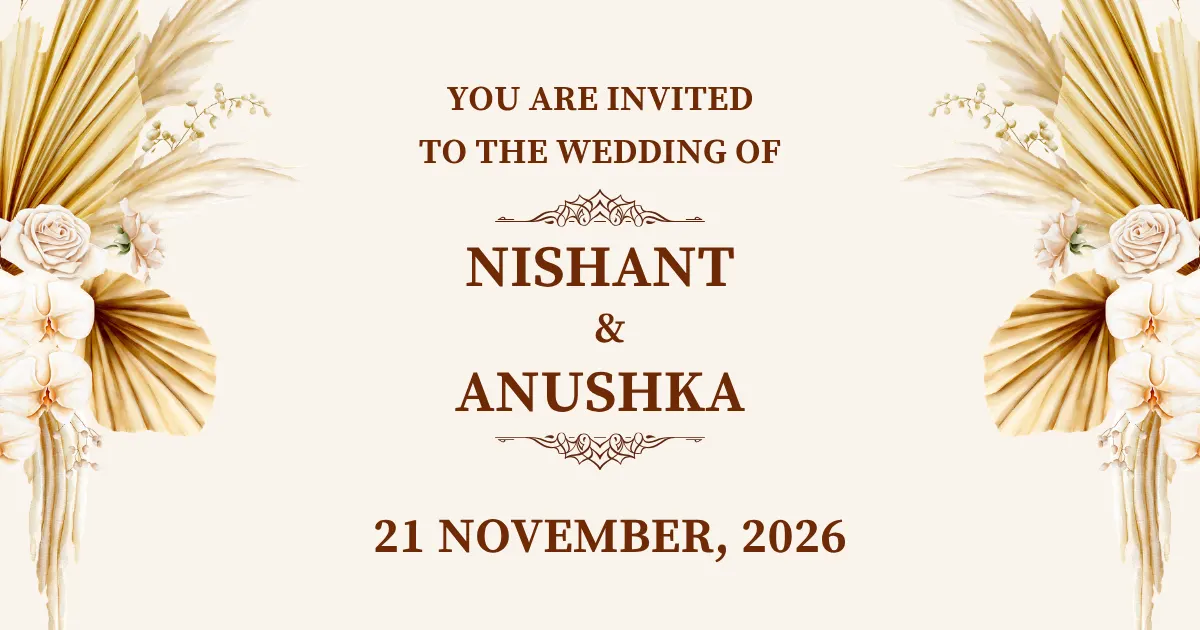 YOU ARE INVITED
TO THE WEDDING OF
NISHANT
&
ANUSHKA
21 NOVEMBER, 2026